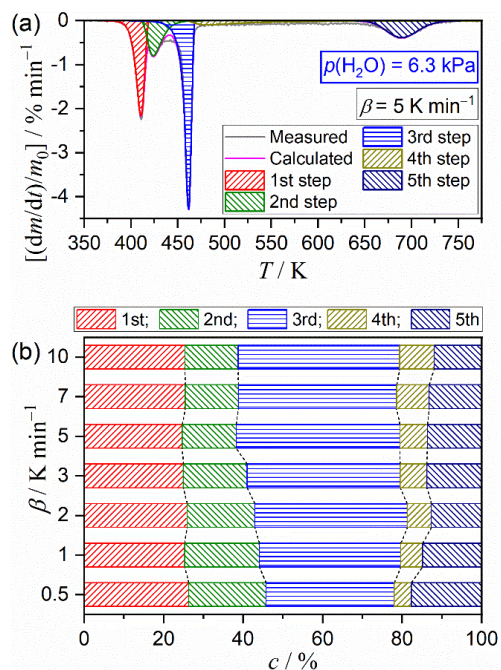 (a)
0
-1
-2
-3
-4
[(dm/dt)/m₀] / % min⁻¹
p(H₂O) = 6.3 kPa
β = 5 K min⁻¹
Measured
Calculated
1st step
2nd step
3rd step
4th step
5th step
350 400 450 500 550 600 650 700 750
T / K
1st; 2nd; 3rd; 4th; 5th
(b)
10
7
5
3
2
1
0.5
β / K min⁻¹
0 20 40 60 80 100
c / %